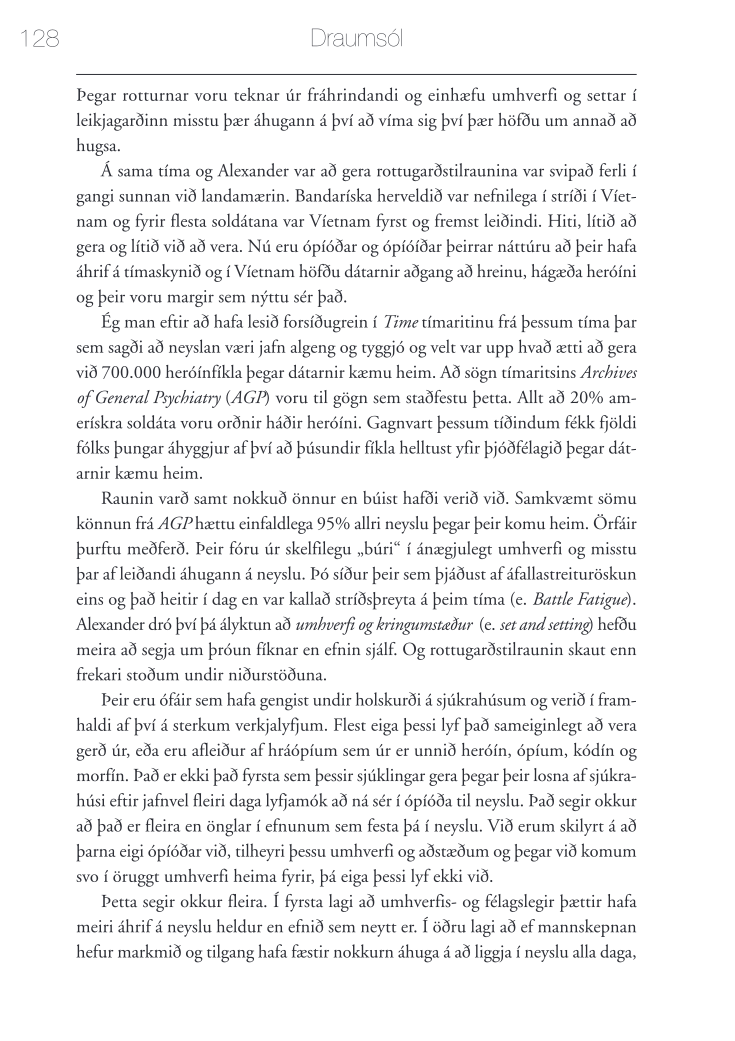 128
Draumsól
Þegar rotturnar voru teknar úr fráhrindandi og einhæfu umhverfi og settar í
leikjagarðinn misstu þær áhugann á því að víma sig því þær höfðu um annað að
hugsa.
Á sama tíma og Alexander var að gera rottugarðstilraunina var svipað ferli í
gangi sunnan við landamærin. Bandaríska herveldið var nefnilega í stríði í Víet-
nam og fyrir flesta soldátana var Víetnam fyrst og fremst leiðindi. Hiti, lítið að
gera og lítið við að vera. Nú eru ópíóðar og ópíóíðar þeirrar náttúru að þeir hafa
áhrif á tímaskynið og í Víetnam höfðu dátarnir aðgang að hreinu, hágæða heróíni
og þeir voru margir sem nýttu sér það.
Ég man eftir að hafa lesið forsíðugrein í Time tímaritinu frá þessum tíma þar
sem sagði að neyslan væri jafn algeng og tyggjó og velt var upp hvað ætti að gera
við 700.000 heróínfíkla þegar dátarnir kæmu heim. Að sögn tímaritsins Archives
of General Psychiatry (AGP) voru til gögn sem staðfestu þetta. Allt að 20% am-
erískra soldáta voru orðnir háðir heróíni. Gagnvart þessum tíðindum fékk fjöldi
fólks þungar áhyggjur af því að þúsundir fíkla helltust yfir þjóðfélagið þegar dát-
arnir kæmu heim.
Raunin varð samt nokkuð önnur en búist hafði verið við. Samkvæmt sömu
könnun frá AGP hættu einfaldlega 95% allri neyslu þegar þeir komu heim. Örfáir
þurftu meðferð. Þeir fóru úr skelfilegu „búri“ í ánægjulegt umhverfi og misstu
þar af leiðandi áhugann á neyslu. Þó síður þeir sem þjáðust af áfallastreituröskun
eins og það heitir í dag en var kallað stríðsþreyta á þeim tíma (e. Battle Fatigue).
Alexander dró því þá ályktun að umhverfi og kringumstæður (e. set and setting) hefðu
meira að segja um þróun fíknar en efnin sjálf. Og rottugarðstilraunin skaut enn
frekari stoðum undir niðurstöðuna.
Þeir eru ófáir sem hafa gengist undir holskurði á sjúkrahúsum og verið í fram-
haldi af því á sterkum verkjalyfjum. Flest eiga þessi lyf það sameiginlegt að vera
gerð úr, eða eru afleiður af hráópíum sem úr er unnið heróín, ópíum, kódín og
morfín. Það er ekki það fyrsta sem þessir sjúklingar gera þegar þeir losna af sjúkra-
húsi eftir jafnvel fleiri daga lyfjamók að ná sér í ópíóða til neyslu. Það segir okkur
að það er fleira en önglar í efnunum sem festa þá í neyslu. Við erum skilyrt á að
þarna eigi ópíóðar við, tilheyri þessu umhverfi og aðstæðum og þegar við komum
svo í öruggt umhverfi heima fyrir, þá eiga þessi lyf ekki við.
Þetta segir okkur fleira. Í fyrsta lagi að umhverfis- og félagslegir þættir hafa
meiri áhrif á neyslu heldur en efnið sem neytt er. Í öðru lagi að ef mannskepnan
hefur markmið og tilgang hafa fæstir nokkurn áhuga á að liggja í neyslu alla daga,